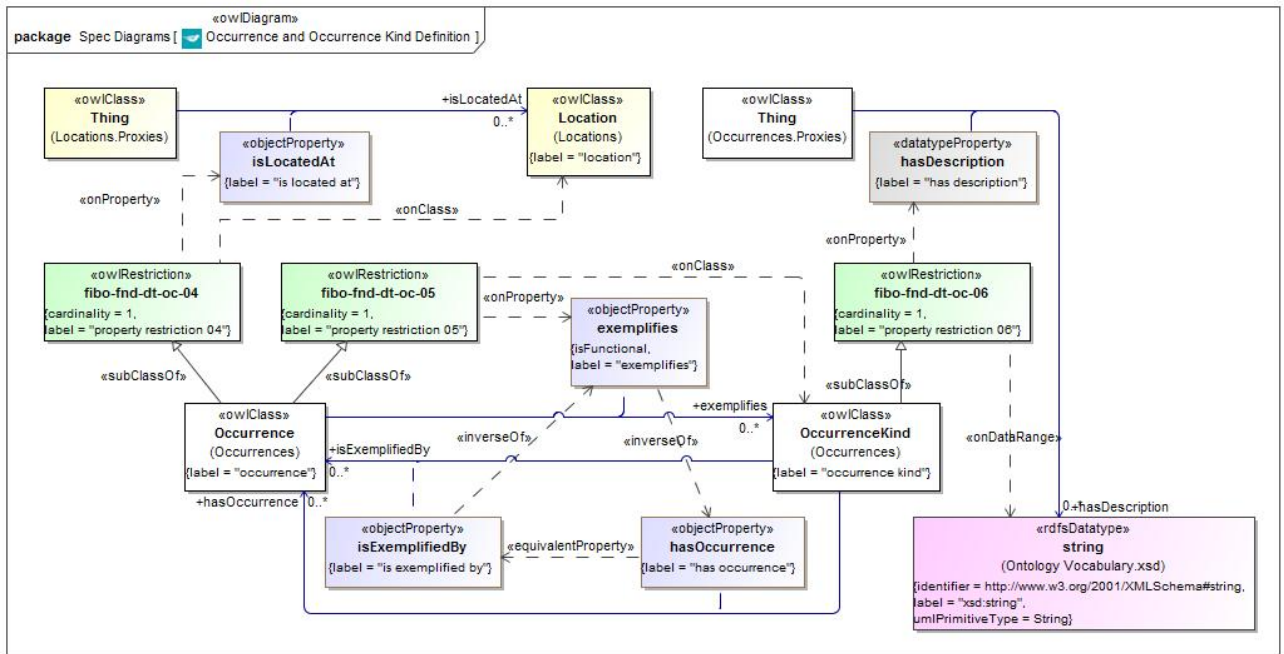 «owlDiagram»
package Spec Diagrams [ Occurrence and Occurrence Kind Definition ]
«owlClass»
Thing
(Locations.Proxies)
+isLocatedAt
0..*
«owlClass»
Location
(Locations)
{label = "location"}
«owlClass»
Thing
(Occurrences.Proxies)
«objectProperty»
isLocatedAt
{label = "is located at"}
«datatypeProperty»
hasDescription
{label = "has description"}
«onProperty»
«onClass»
«onProperty»
«owlRestriction»
fibo-fnd-dt-oc-04
{cardinality = 1,
label = "property restriction 04"}
«owlRestriction»
fibo-fnd-dt-oc-05
{cardinality = 1,
label = "property restriction 05"}
«onClass»
«onProperty»
«objectProperty»
exemplifies
{isFunctional,
label = "exemplifies"}
«owlRestriction»
fibo-fnd-dt-oc-06
{cardinality = 1,
label = "property restriction 06"}
«subClassOf»
«subClassOf»
«subClassOf»
«owlClass»
Occurrence
(Occurrences)
{label = "occurrence"}
+exemplifies
0..*
«owlClass»
OccurrenceKind
(Occurrences)
{label = "occurrence kind"}
+isExemplifiedBy
0..*
«inverseOf»
«inverseOf»
«onDataRange»
+hasOccurrence 0..*
0..*
+hasDescription
«objectProperty»
isExemplifiedBy
{label = "is exemplified by"}
«equivalentProperty»
«objectProperty»
hasOccurrence
{label = "has occurrence"}
«rdfsDatatype»
string
(Ontology Vocabulary.xsd)
{identifier = http://www.w3.org/2001/XMLSchema#string,
label = "xsd:string",
umlPrimitiveType = String}